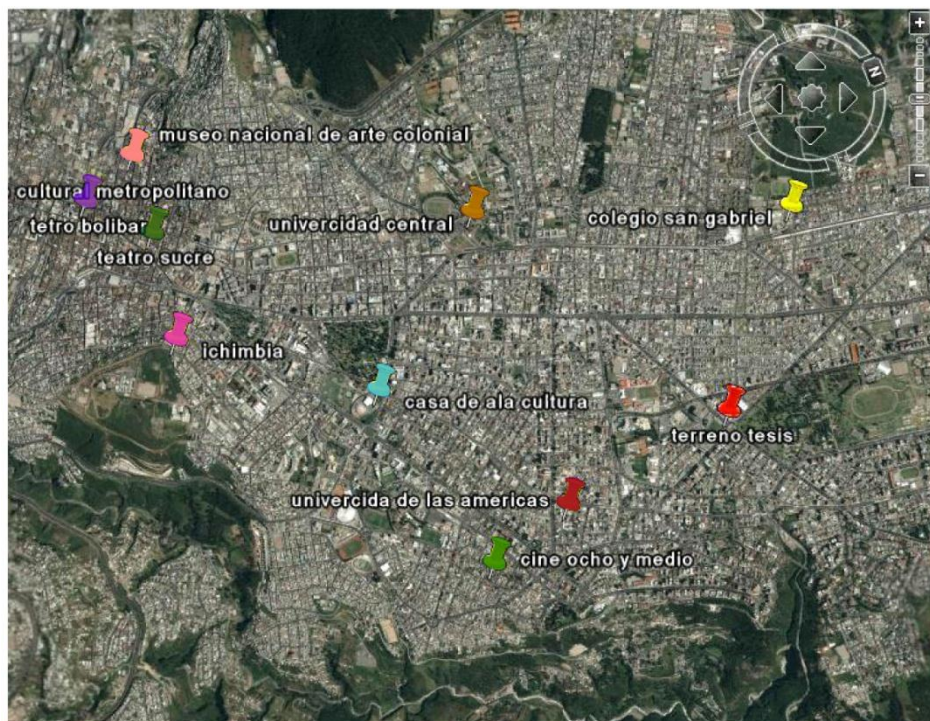 museo nacional de arte colonial
cultural metropolitano
tetro bolibar
univercidad central
colegio san gabriel
teatro sucre
ichimbia
casa de ala cultura
terreno tesis
univercida de las americas
cine ocho y medio
N